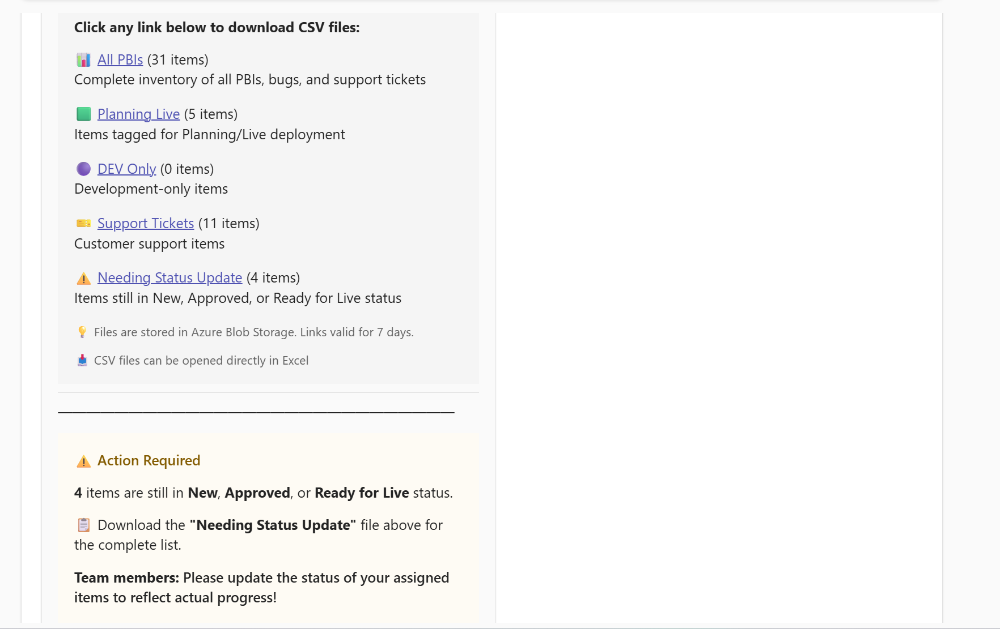 Click any link below to download CSV files:
📊 All PBIs (31 items)
Complete inventory of all PBIs, bugs, and support tickets
🟩 Planning Live (5 items)
Items tagged for Planning/Live deployment
🟣 DEV Only (0 items)
Development-only items
🎫 Support Tickets (11 items)
Customer support items
⚠️ Needing Status Update (4 items)
Items still in New, Approved, or Ready for Live status
💡 Files are stored in Azure Blob Storage. Links valid for 7 days.
📥 CSV files can be opened directly in Excel
⚠️ Action Required
4 items are still in New, Approved, or Ready for Live status.
📋 Download the "Needing Status Update" file above for
the complete list.
Team members: Please update the status of your assigned
items to reflect actual progress!